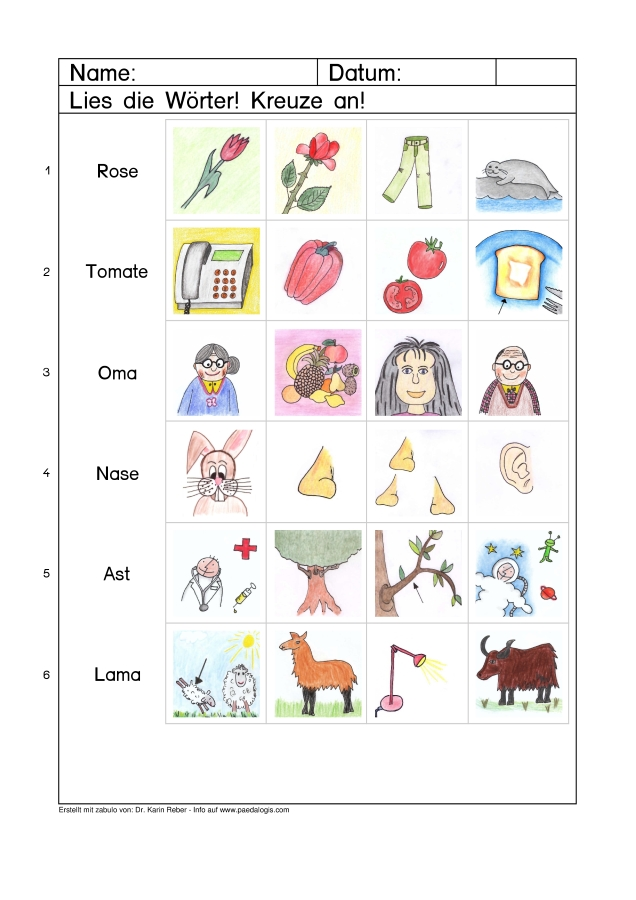 Name: Datum:
Lies die Wörter! Kreuze an!
1 Rose
2 Tomate
3 Oma
4 Nase
5 Ast
6 Lama
Erstellt mit zabulo von: Dr. Karin Reber - Info auf www.paedalogis.com